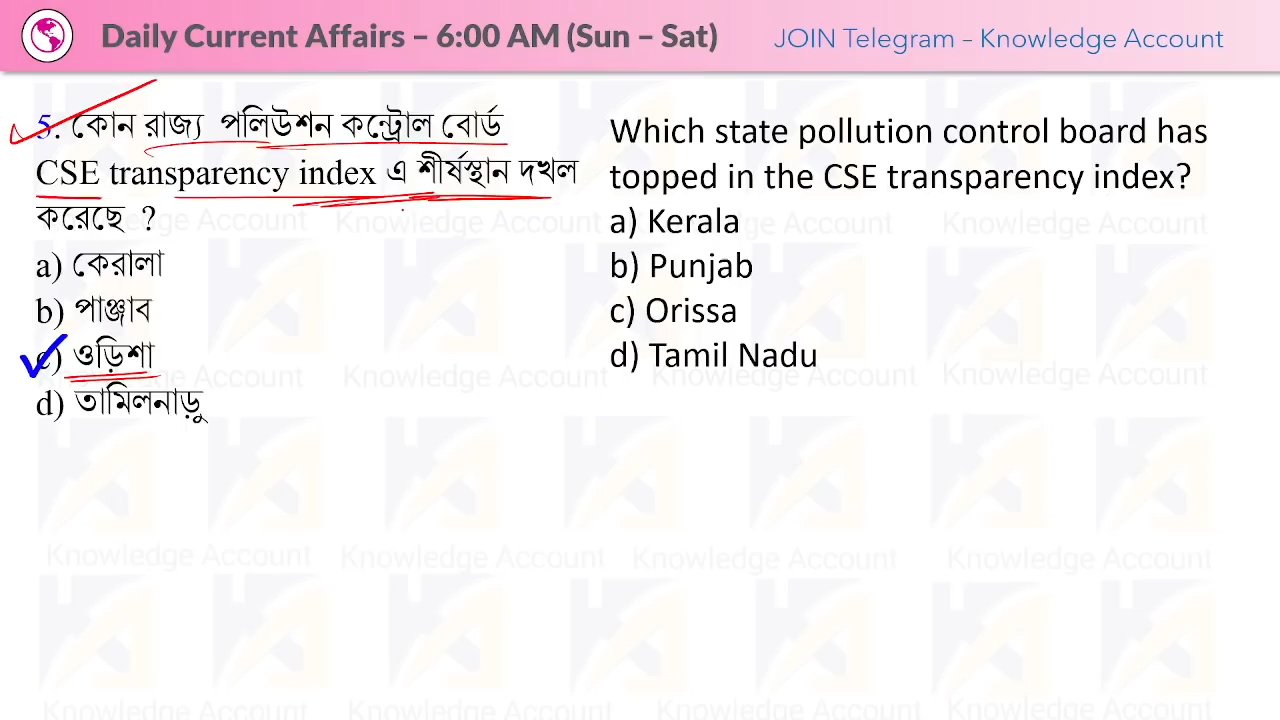 Daily Current Affairs – 6:00 AM (Sun – Sat)
JOIN Telegram – Knowledge Account
5. কোন রাজ্য পলিউশন কন্ট্রোল বোর্ড
CSE transparency index এ শীর্ষস্থান দখল
করেছে ?
a) কেরালা
b) পাঞ্জাব
c) ওড়িশা
d) তামিলনাড়ু
Which state pollution control board has
topped in the CSE transparency index?
a) Kerala
b) Punjab
c) Orissa
d) Tamil Nadu
Knowledge Account